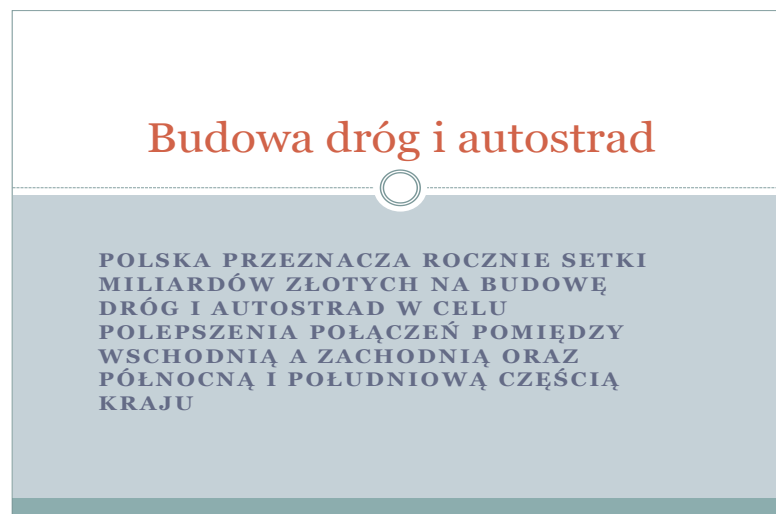 Budowa dróg i autostrad
POLSKA PRZEZNACZA ROCZNIE SETKI
MILIARDÓW ZŁOTYCH NA BUDOWĘ
DRÓG I AUTOSTRAD W CELU
POLEPSZENIA POŁĄCZEŃ POMIĘDZY
WSCHODNIĄ A ZACHODNIĄ ORAZ
PÓŁNOCNĄ I POŁUDNIOWĄ CZĘŚCIĄ
KRAJU